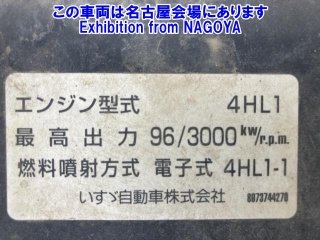 この車両は名古屋会場にあります
Exhibition from NAGOYA
エンジン型式 4HL1
最高出力 96/3000 kw/r.p.m.
燃料噴射方式 電子式 4HL1-1
いすゞ自動車株式会社 8973744270